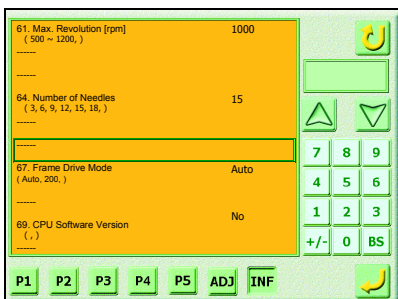 61. Max. Revolution [rpm] 1000
( 500 ~ 1200, )
------
------
64. Number of Needles 15
( 3, 6, 9, 12, 15, 18, )
------
------
67. Frame Drive Mode Auto
( Auto, 200, )
------
69. CPU Software Version No
( , )
------
7 8 9
4 5 6
1 2 3
+/- 0 BS
P1 P2 P3 P4 P5 ADJ INF